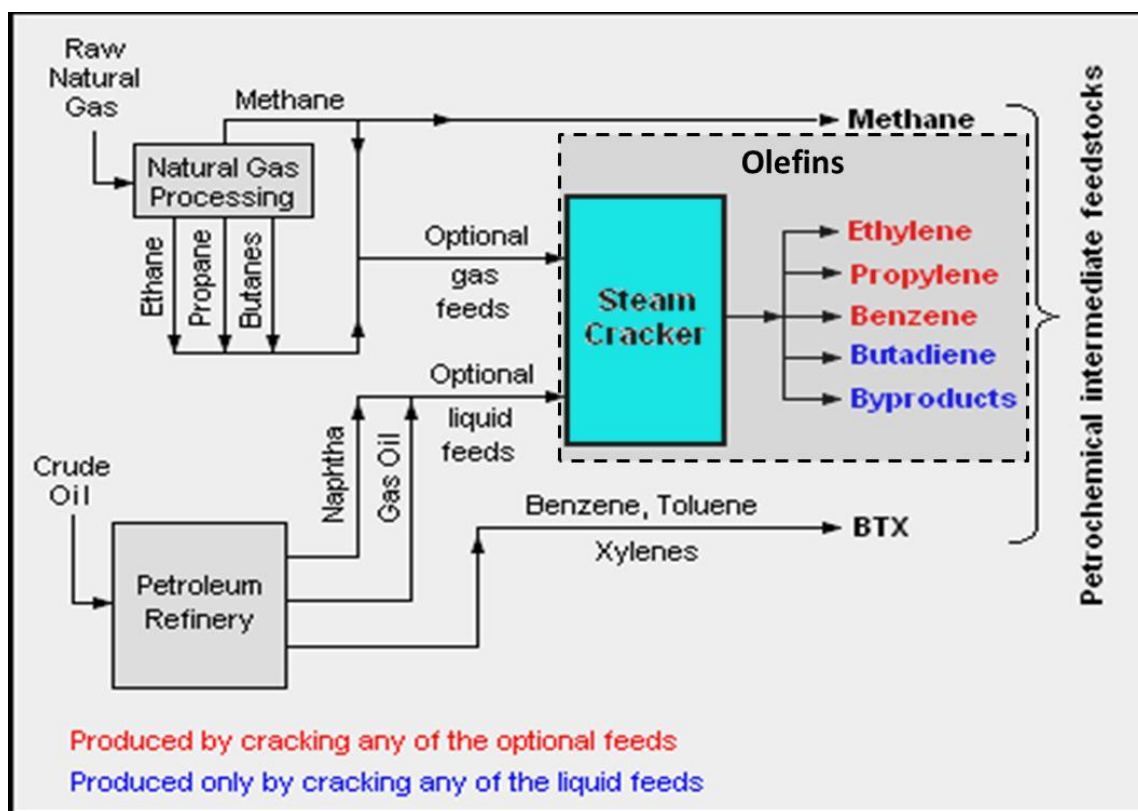 Raw
Natural
Gas
Methane
Methane
Natural Gas
Processing
Olefins
Ethane
Propane
Butanes
Optional
gas
feeds
Steam
Cracker
Ethylene
Propylene
Benzene
Butadiene
Byproducts
Optional
liquid
feeds
Naphtha
Gas Oil
Crude
Oil
Petroleum
Refinery
Benzene, Toluene
Xylenes
BTX
Petrochemical intermediate feedstocks
Produced by cracking any of the optional feeds
Produced only by cracking any of the liquid feeds